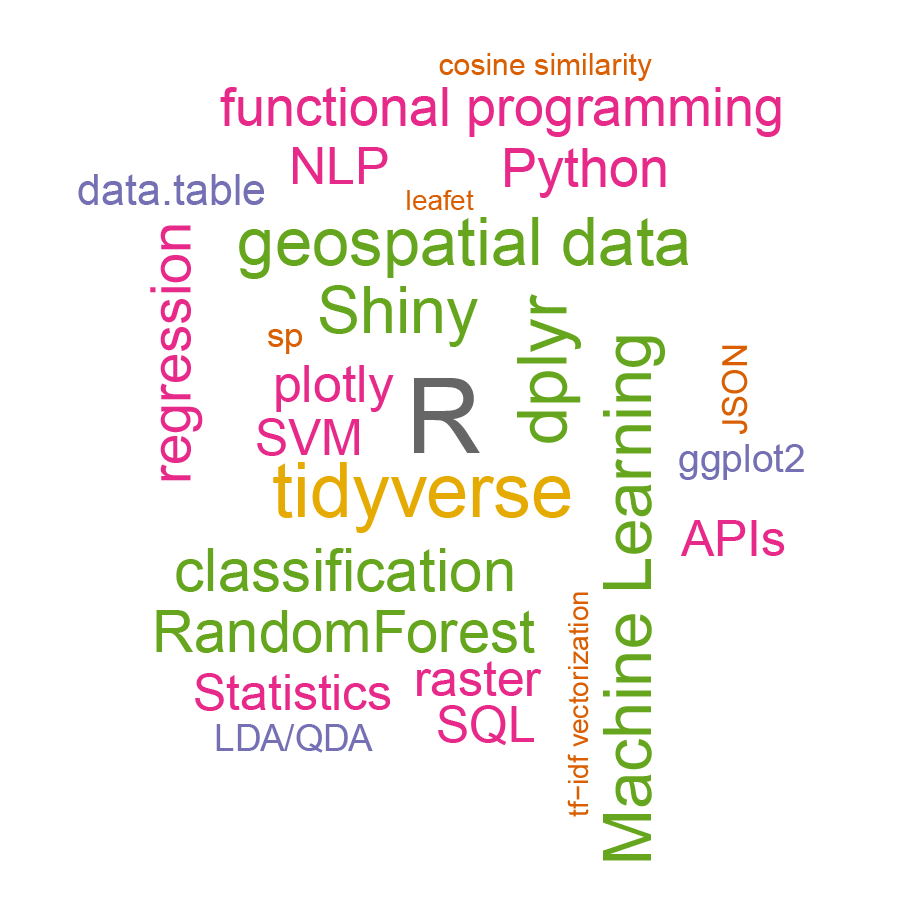 cosine similarity
functional programming
NLP
Python
data.table
leafet
geospatial data
regression
Shiny
dplyr
sp
plotly
R
JSON
SVM
ggplot2
tidyverse
Machine Learning
APIs
classification
RandomForest
tf-idf vectorization
Statistics
raster
SQL
LDA/QDA